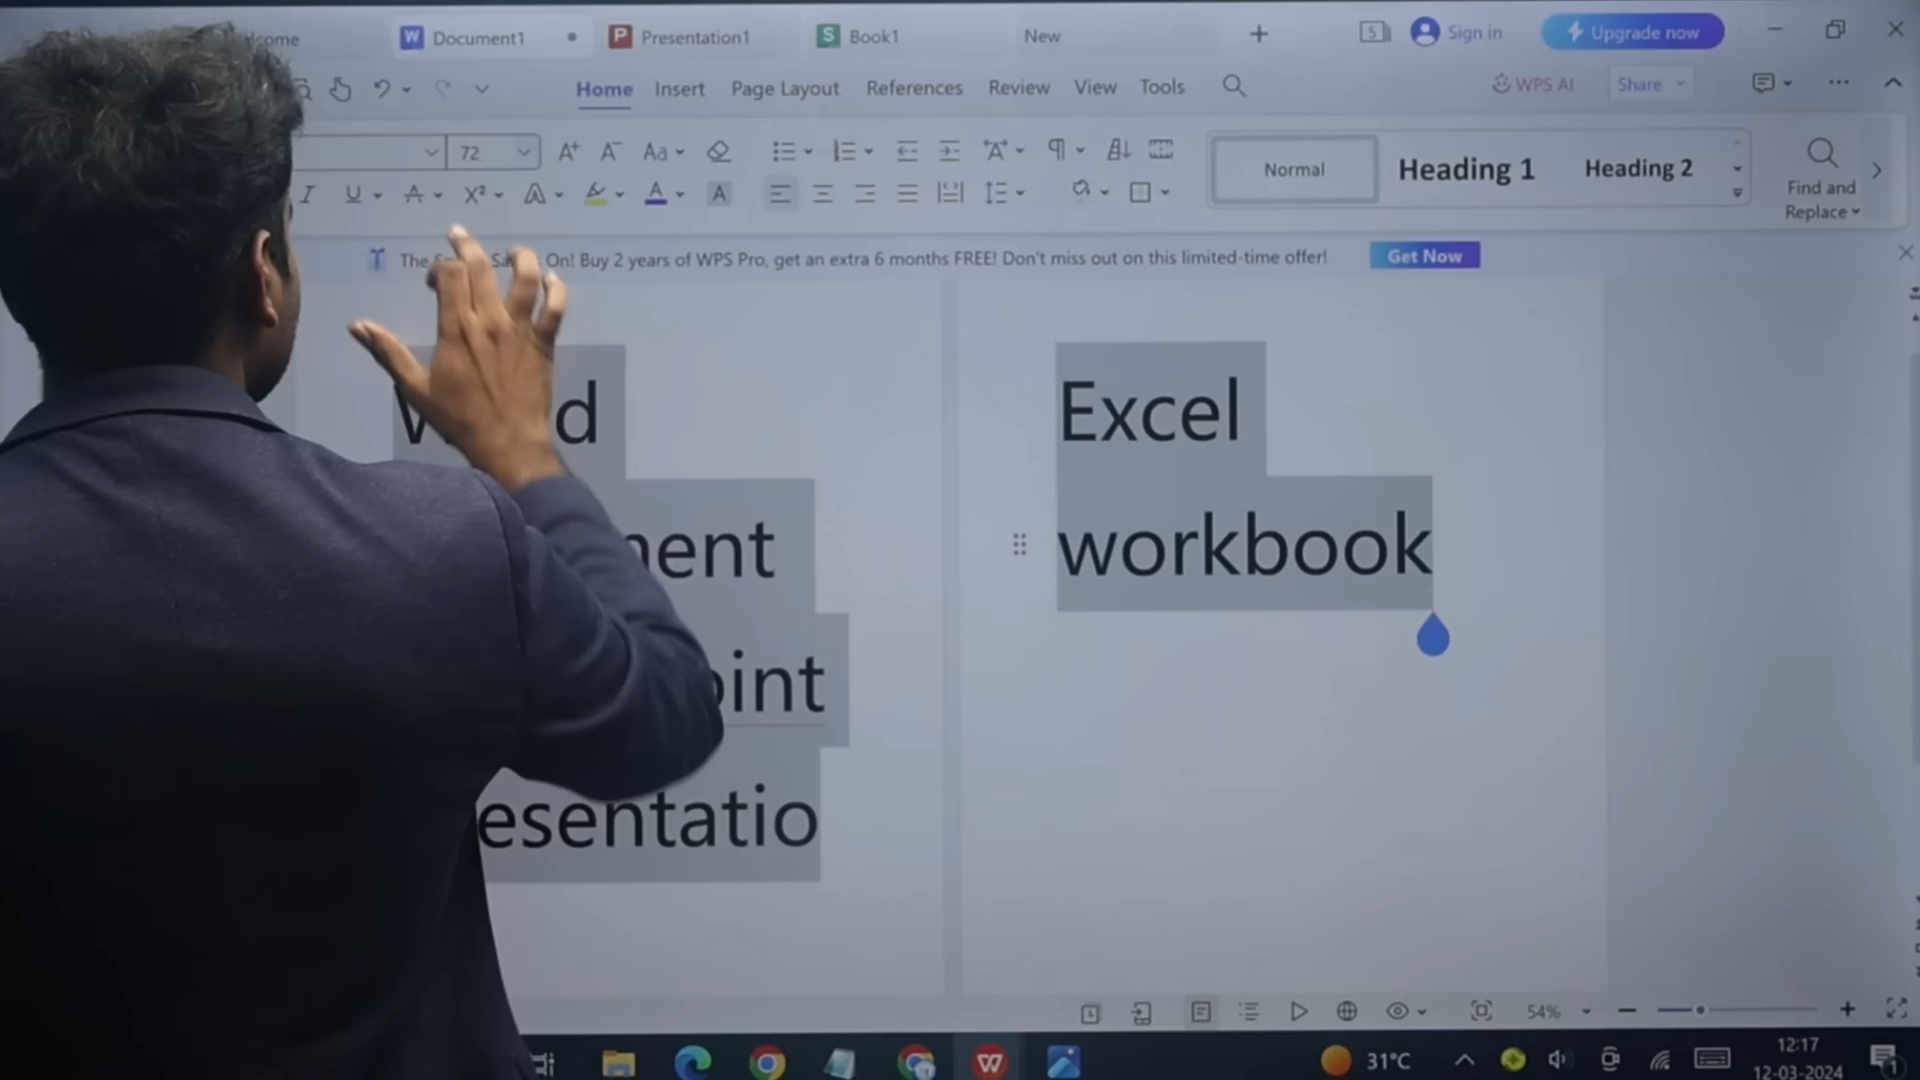 Document1
Presentation1
Book1
New
Sign in
Upgrade now
Home Insert Page Layout References Review View Tools
WPS AI
Share
72
Normal
Heading 1
Heading 2
Find and
Replace
On! Buy 2 years of WPS Pro, get an extra 6 months FREE! Don't miss out on this limited-time offer!
Get Now
Excel
workbook
54%
31°C
12:17
12-03-2024